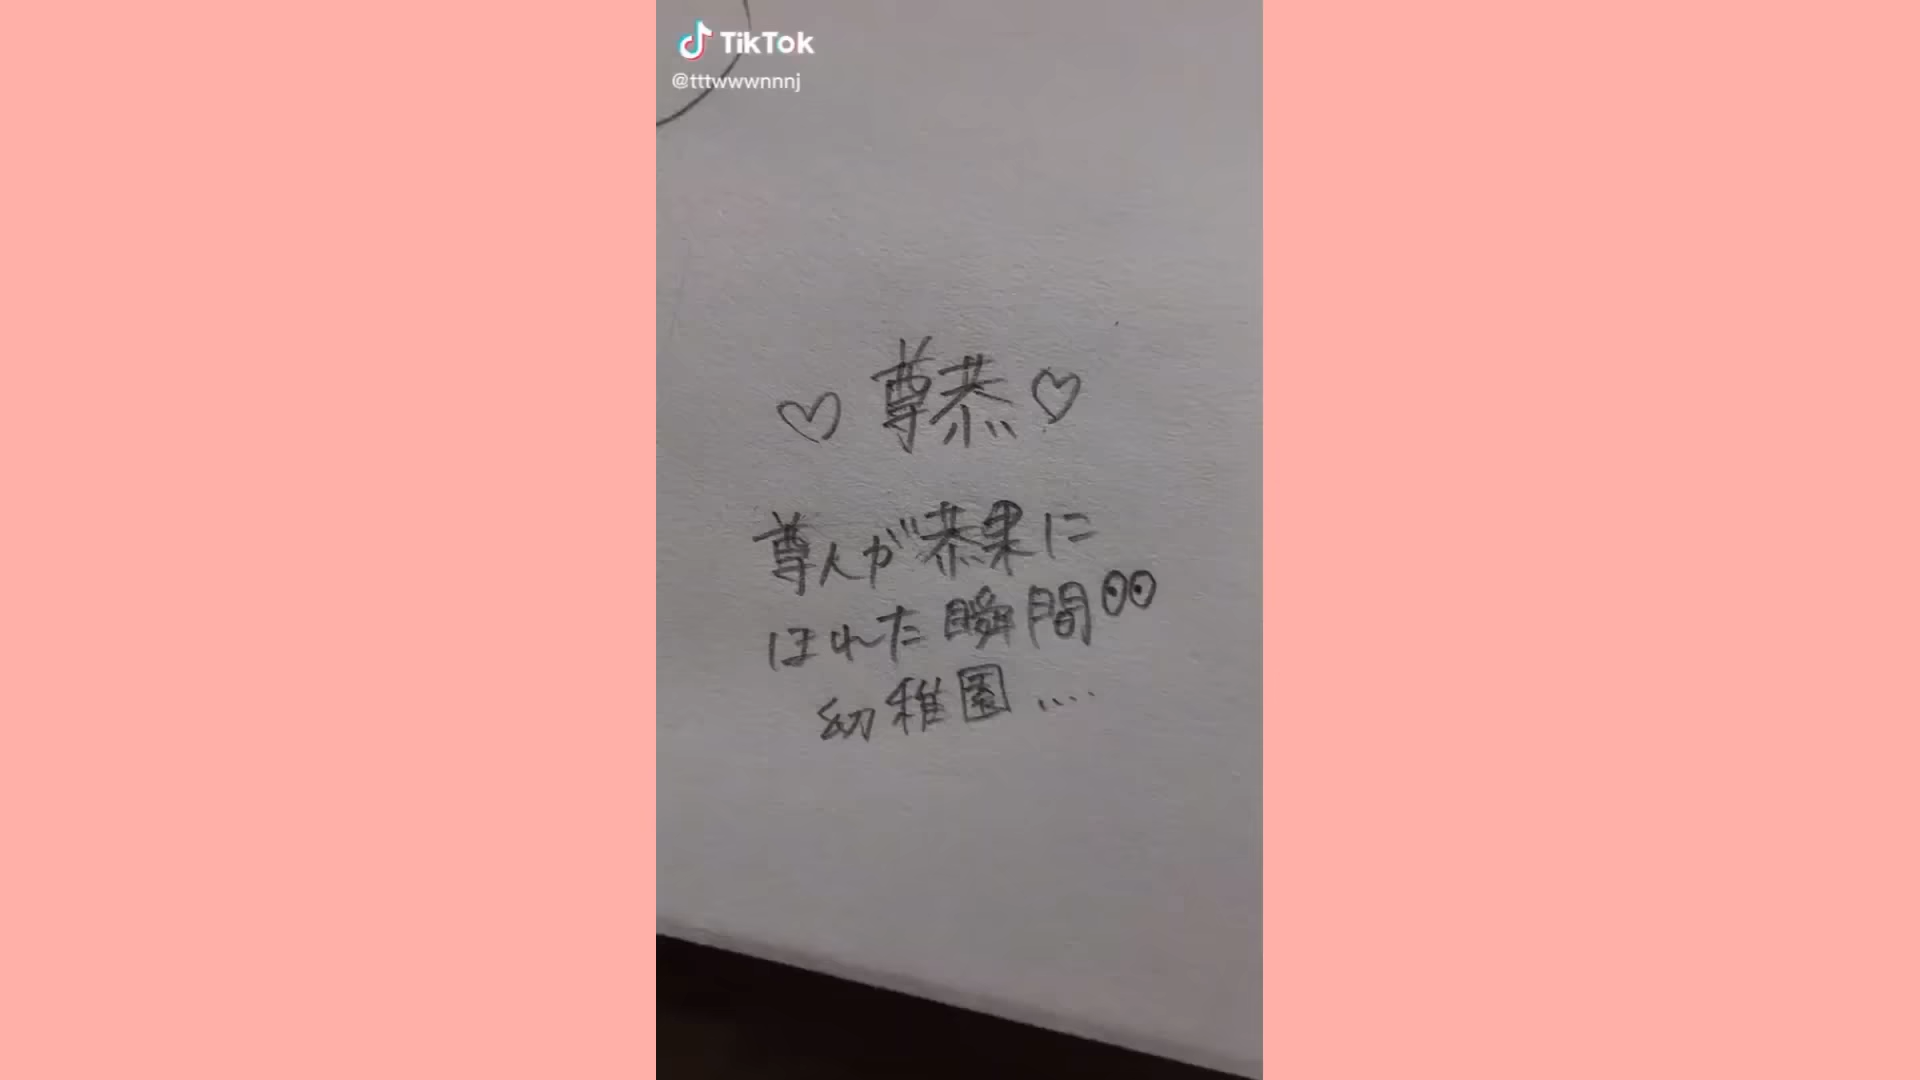 TikTok
@tttwwwnnnj
♡ 尊恭 ♡
尊人が恭果に
ほれた瞬間👀
幼稚園....